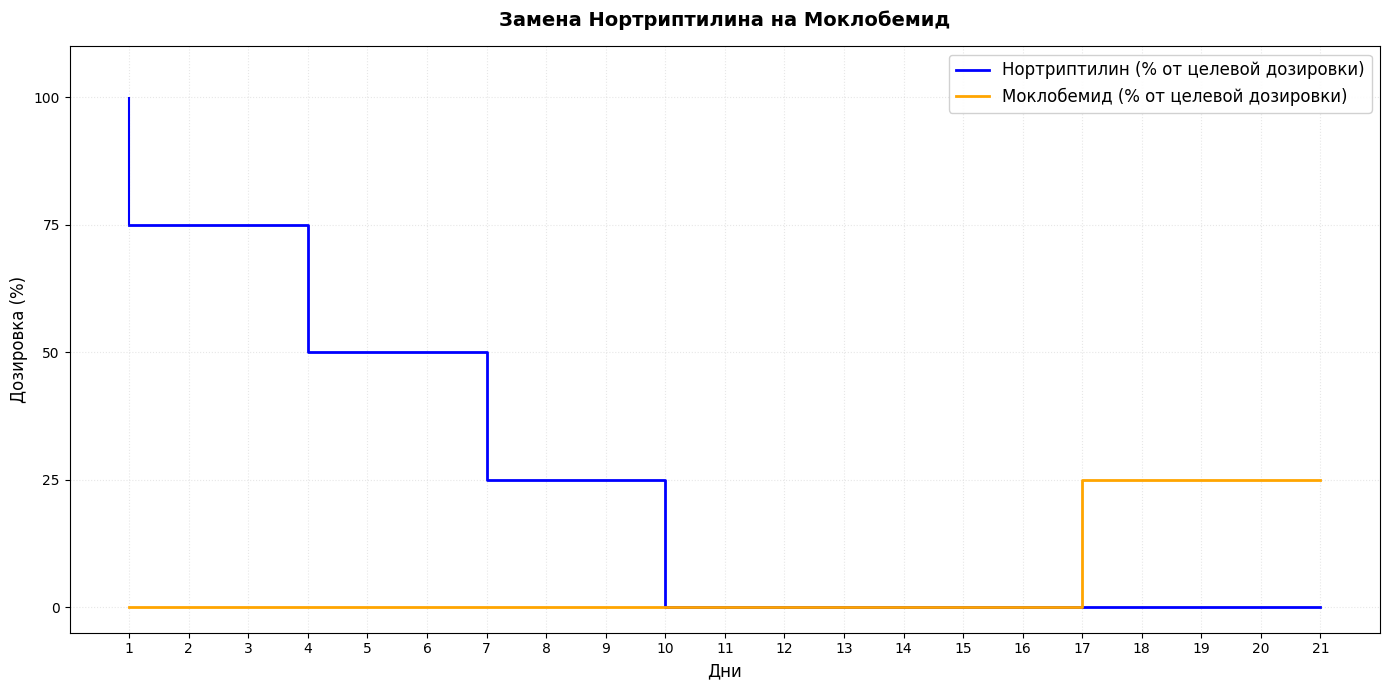 Замена Нортриптилина на Моклобемид
Нортриптилин (% от целевой дозировки)
Моклобемид (% от целевой дозировки)
Дозировка (%)
100
75
50
25
0
1 2 3 4 5 6 7 8 9 10 11 12 13 14 15 16 17 18 19 20 21
Дни